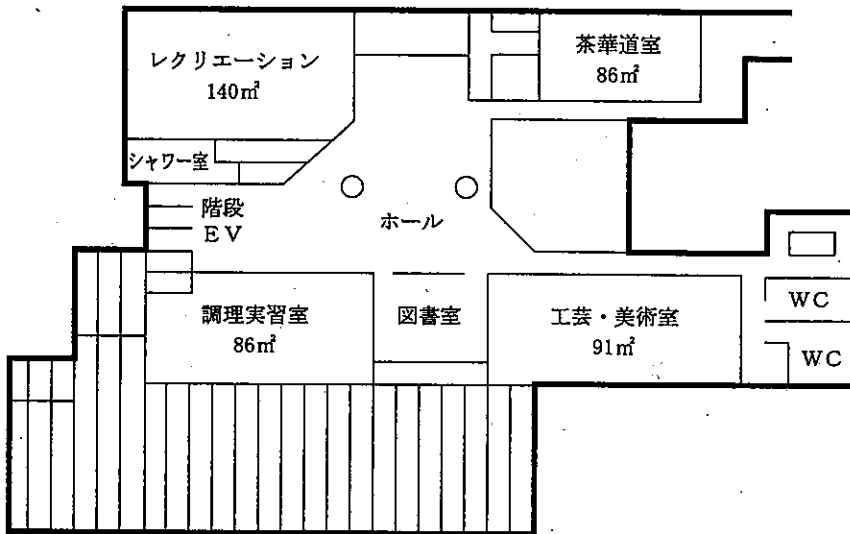 レクリエーション
140㎡
茶華道室
86㎡
シャワー室
階段
EV
ホール
調理実習室
86㎡
図書室
工芸・美術室
91㎡
WC
WC